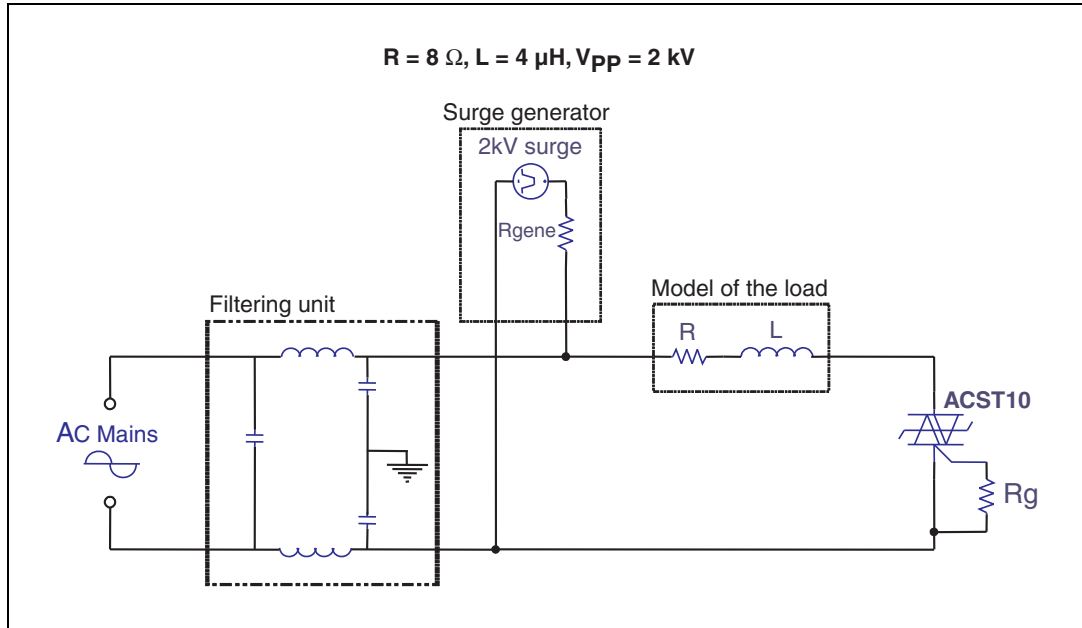 R = 8 Ω, L = 4 µH, VPP = 2 kV
Surge generator
2kV surge
Rgene
Filtering unit
Model of the load
R
L
AC Mains
ACST10
Rg